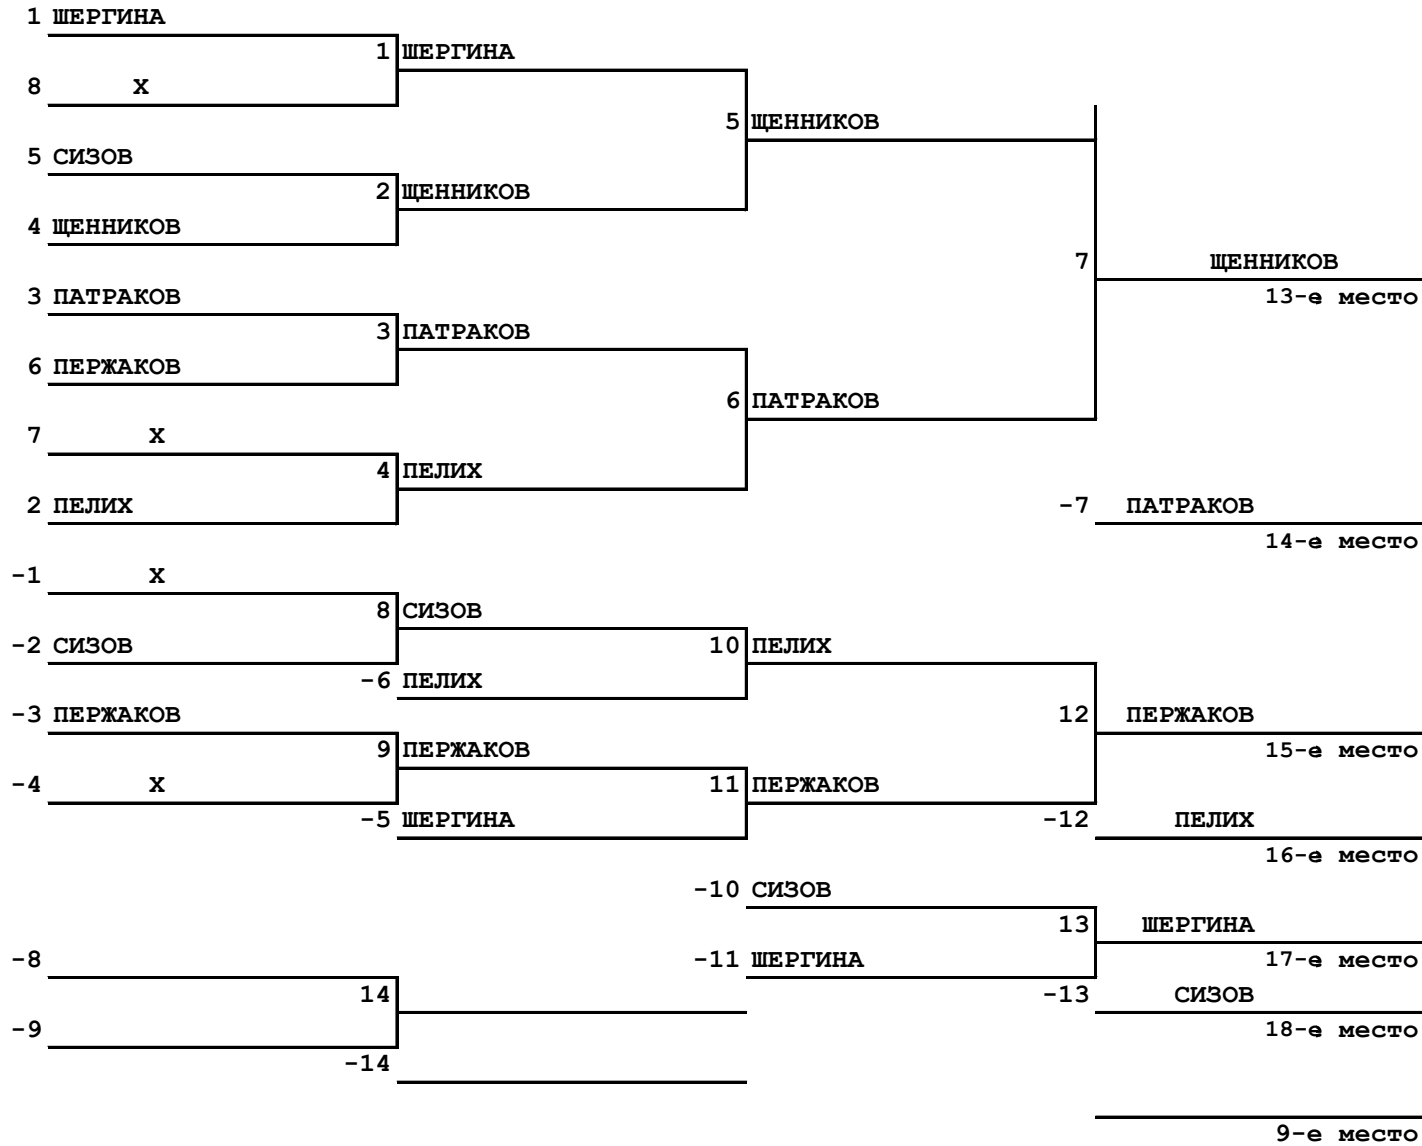 1 ШЕРГИНА
1 ШЕРГИНА
8 X
5 ЩЕННИКОВ
5 СИЗОВ
2 ЩЕННИКОВ
4 ЩЕННИКОВ
7 ЩЕННИКОВ
3 ПАТРАКОВ
13-е место
3 ПАТРАКОВ
6 ПЕРЖАКОВ
6 ПАТРАКОВ
7 X
4 ПЕЛИХ
2 ПЕЛИХ
-7 ПАТРАКОВ
14-е место
-1 X
8 СИЗОВ
-2 СИЗОВ
10 ПЕЛИХ
-6 ПЕЛИХ
-3 ПЕРЖАКОВ
12 ПЕРЖАКОВ
9 ПЕРЖАКОВ
15-е место
-4 X
11 ПЕРЖАКОВ
-5 ШЕРГИНА
-12 ПЕЛИХ
16-е место
-10 СИЗОВ
13 ШЕРГИНА
-8
-11 ШЕРГИНА
17-е место
14
-13 СИЗОВ
-9
18-е место
-14
9-е место